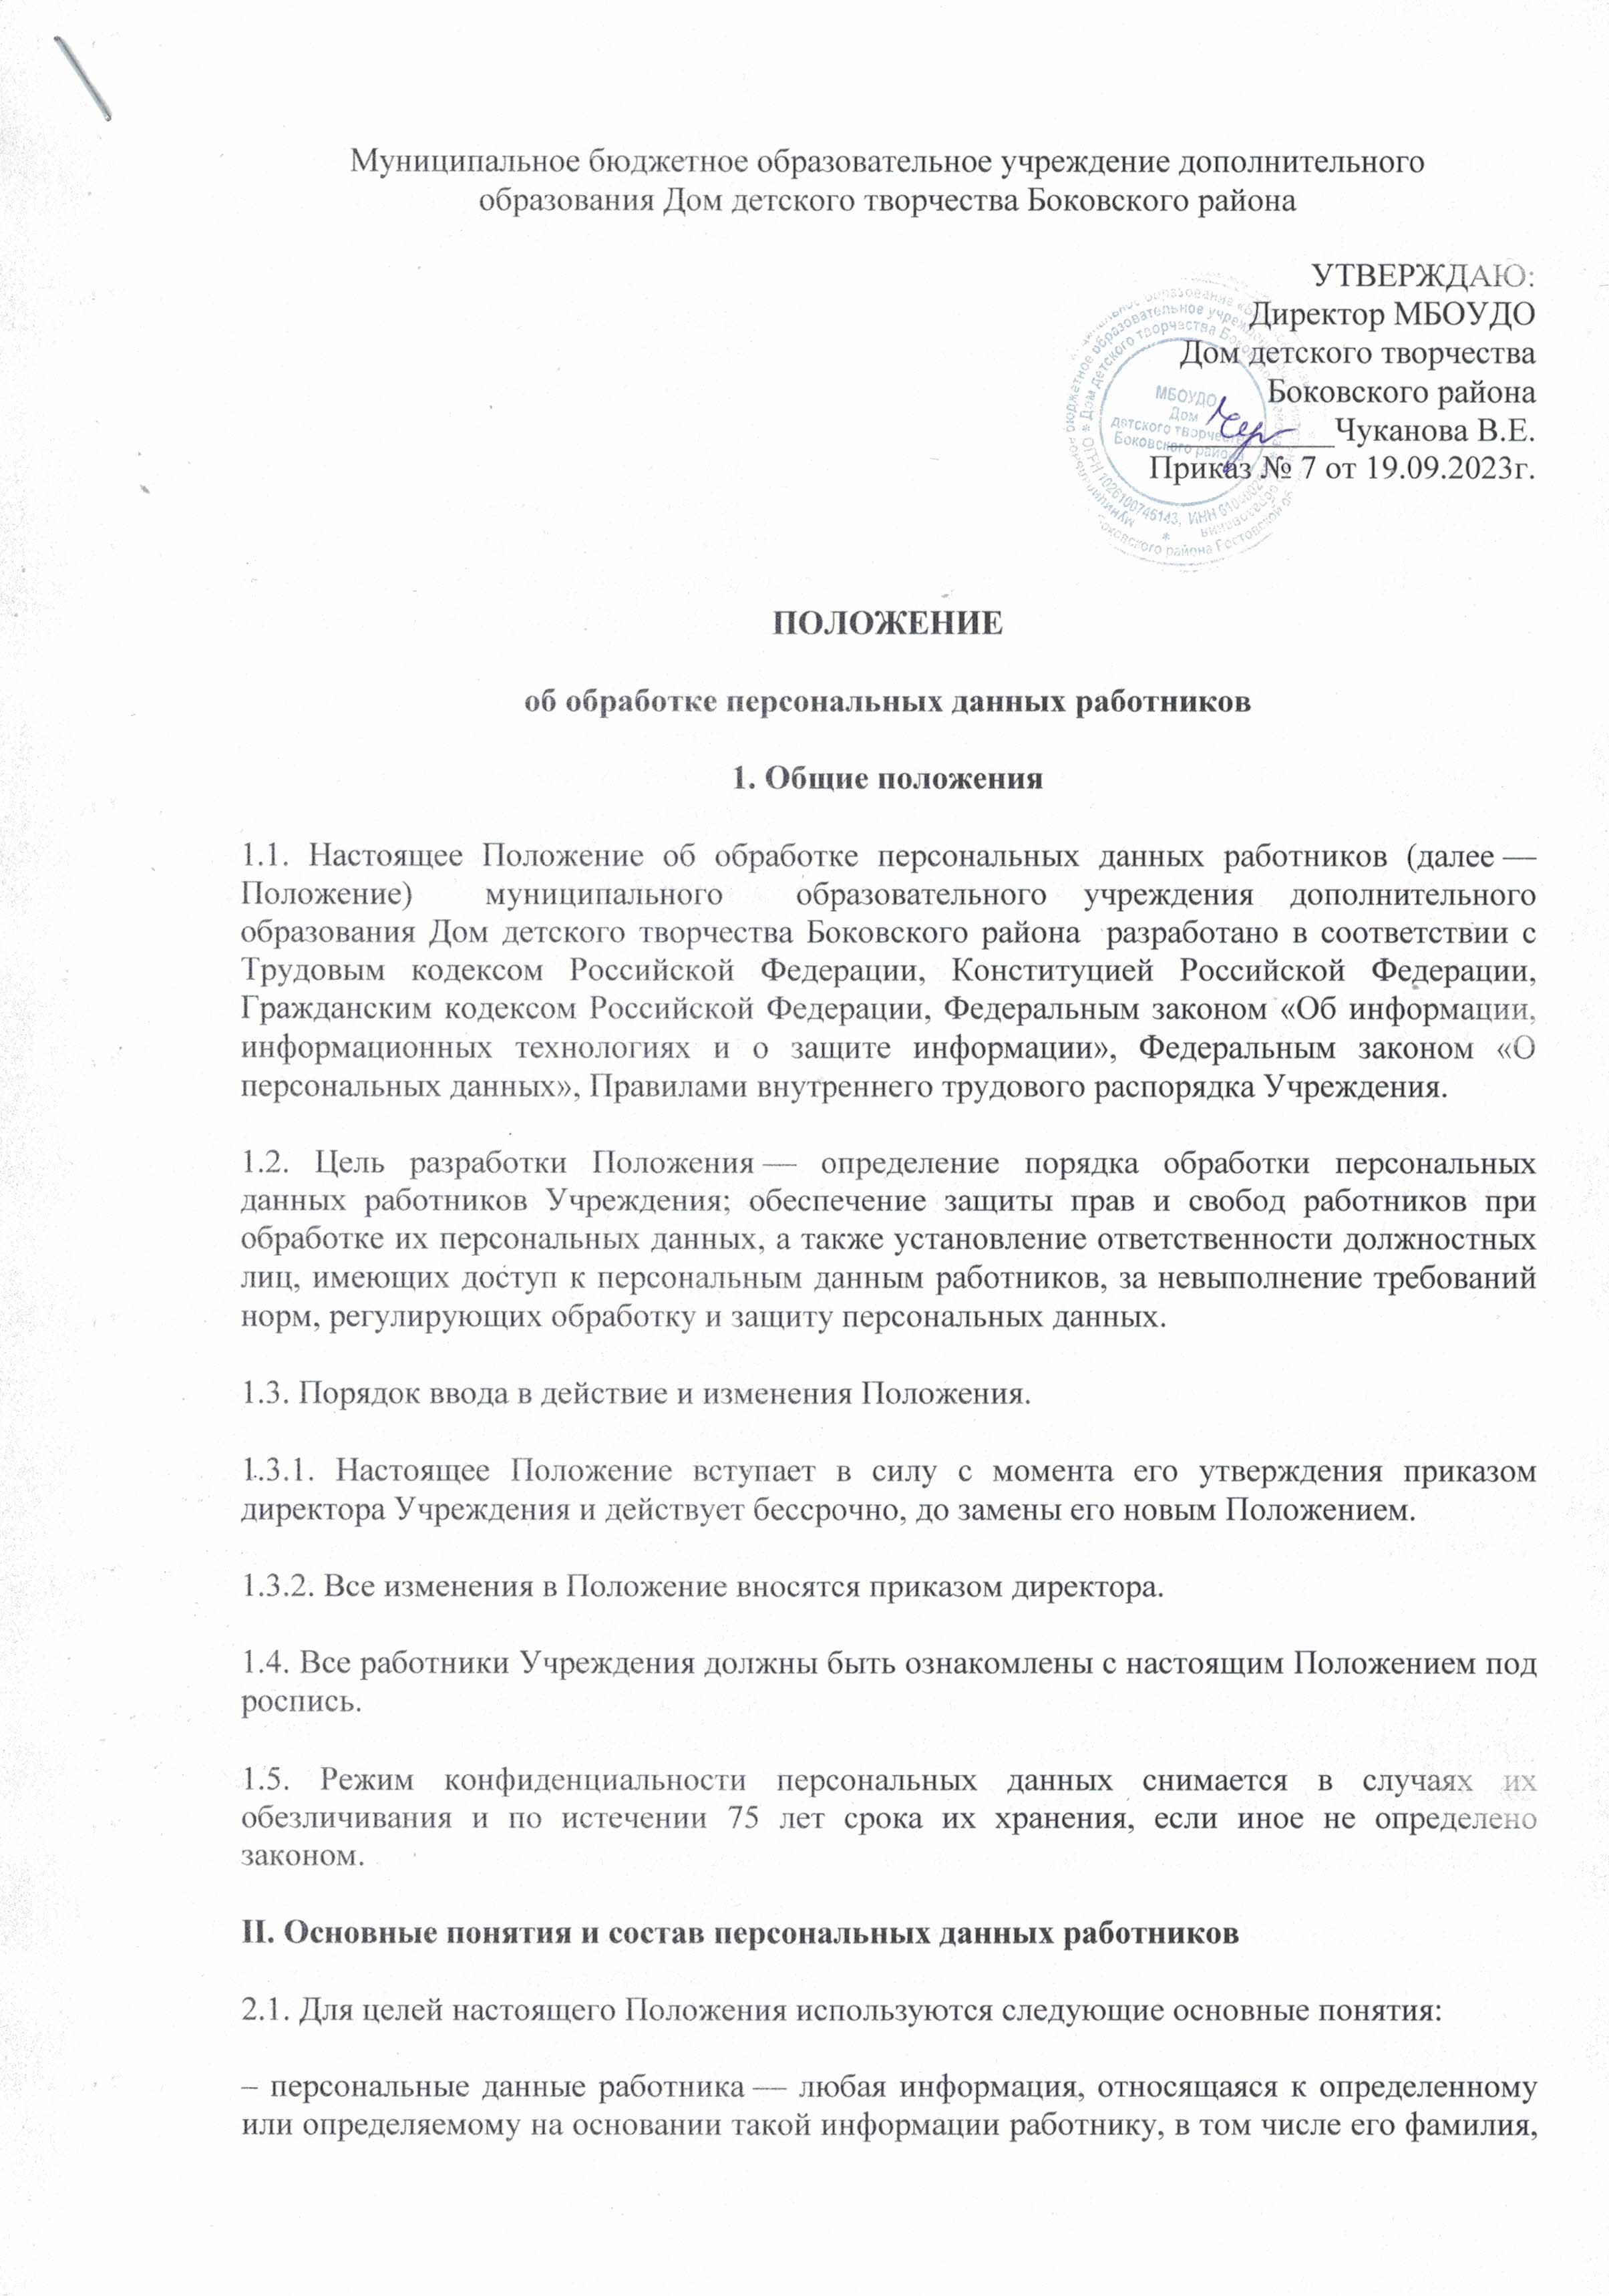 Муниципальное бюджетное образовательное учреждение дополнительного
образования Дом детского творчества Боковского района
УТВЕРЖДАЮ:
Директор МБОУДО
Дом детского творчества
Боковского района
__________Чуканова В.Е.
Приказ № 7 от 19.09.2023г.
МБОУДО
Дом
детского творчества
Боковского района
ОГРН 1026100746143, ИНН
ПОЛОЖЕНИЕ
об обработке персональных данных работников
1. Общие положения
1.1. Настоящее Положение об обработке персональных данных работников (далее —
Положение) муниципального образовательного учреждения дополнительного
образования Дом детского творчества Боковского района разработано в соответствии с
Трудовым кодексом Российской Федерации, Конституцией Российской Федерации,
Гражданским кодексом Российской Федерации, Федеральным законом «Об информации,
информационных технологиях и о защите информации», Федеральным законом «О
персональных данных», Правилами внутреннего трудового распорядка Учреждения.
1.2. Цель разработки Положения — определение порядка обработки персональных
данных работников Учреждения; обеспечение защиты прав и свобод работников при
обработке их персональных данных, а также установление ответственности должностных
лиц, имеющих доступ к персональным данным работников, за невыполнение требований
норм, регулирующих обработку и защиту персональных данных.
1.3. Порядок ввода в действие и изменения Положения.
1.3.1. Настоящее Положение вступает в силу с момента его утверждения приказом
директора Учреждения и действует бессрочно, до замены его новым Положением.
1.3.2. Все изменения в Положение вносятся приказом директора.
1.4. Все работники Учреждения должны быть ознакомлены с настоящим Положением под
роспись.
1.5. Режим конфиденциальности персональных данных снимается в случаях их
обезличивания и по истечении 75 лет срока их хранения, если иное не определено
законом.
II. Основные понятия и состав персональных данных работников
2.1. Для целей настоящего Положения используются следующие основные понятия:
– персональные данные работника — любая информация, относящаяся к определенному
или определяемому на основании такой информации работнику, в том числе его фамилия,